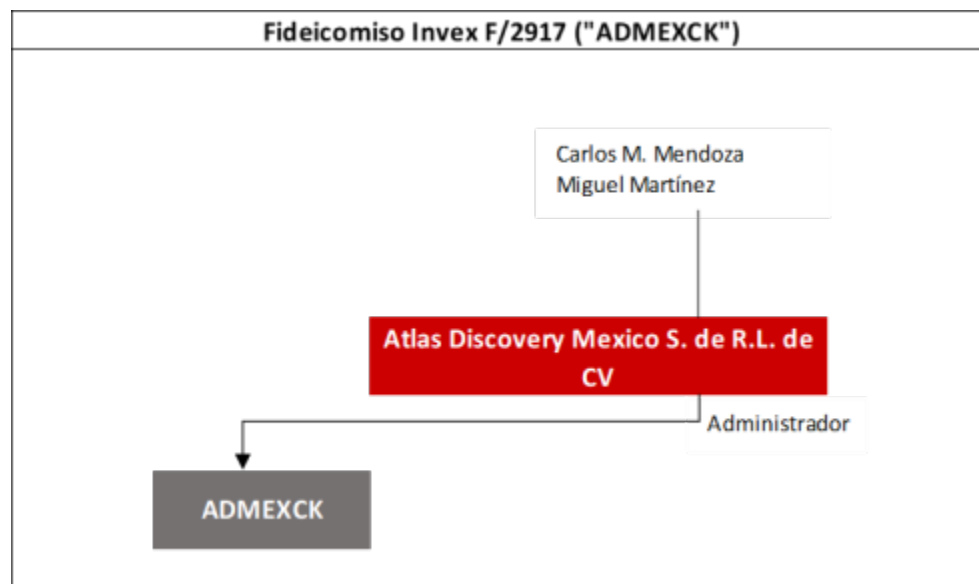 Fideicomiso Invex F/2917 ("ADMEXCK")
Carlos M. Mendoza
Miguel Martínez
Atlas Discovery Mexico S. de R.L. de
CV
Administrador
ADMEXCK